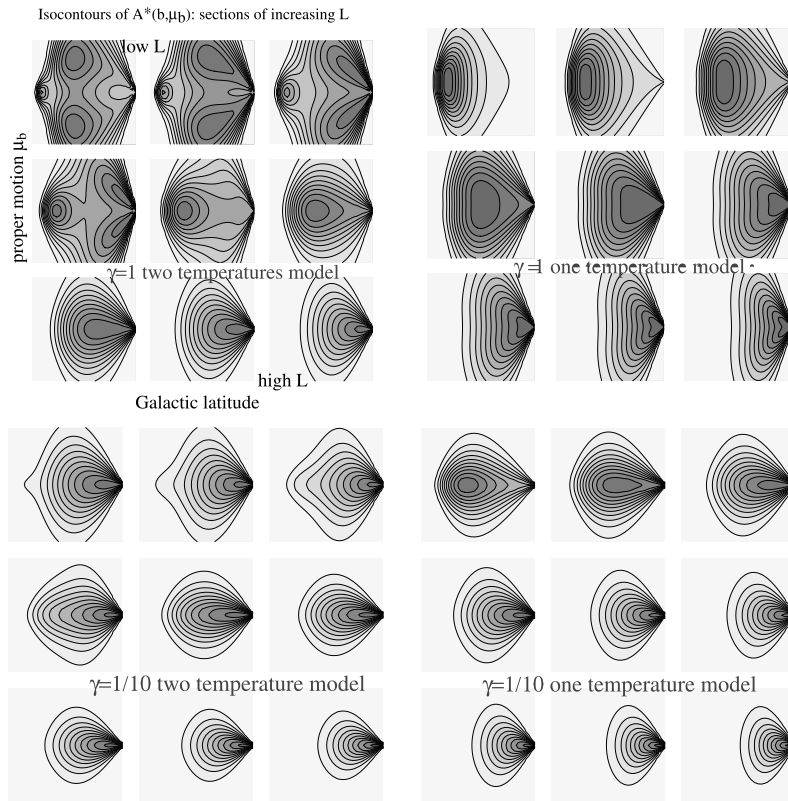 Isocontours of A*(b,μb): sections of increasing L
low L
proper motion μb
γ=1 two temperatures model
γ=1 one temperature model
high L
Galactic latitude
γ=1/10 two temperature model
γ=1/10 one temperature model